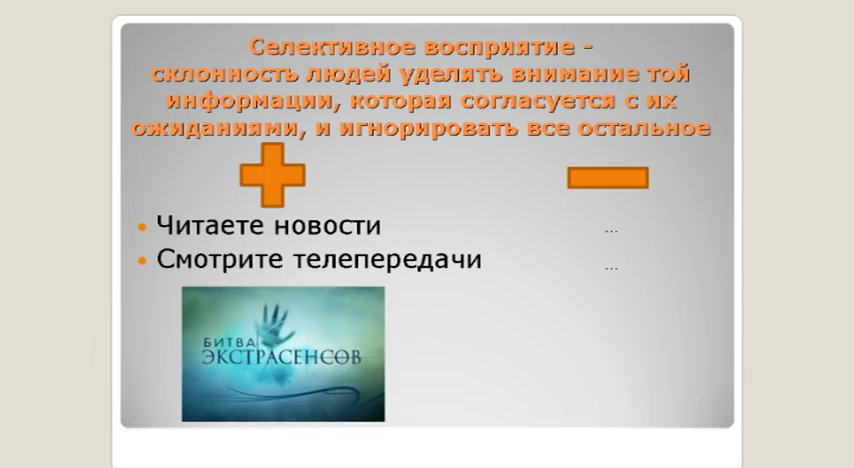 Селективное восприятие -
склонность людей уделять внимание той
информации, которая согласуется с их
ожиданиями, и игнорировать все остальное
• Читаете новости
...
• Смотрите телепередачи
...
БИТВА
ЭКСТРАСЕНСОВ